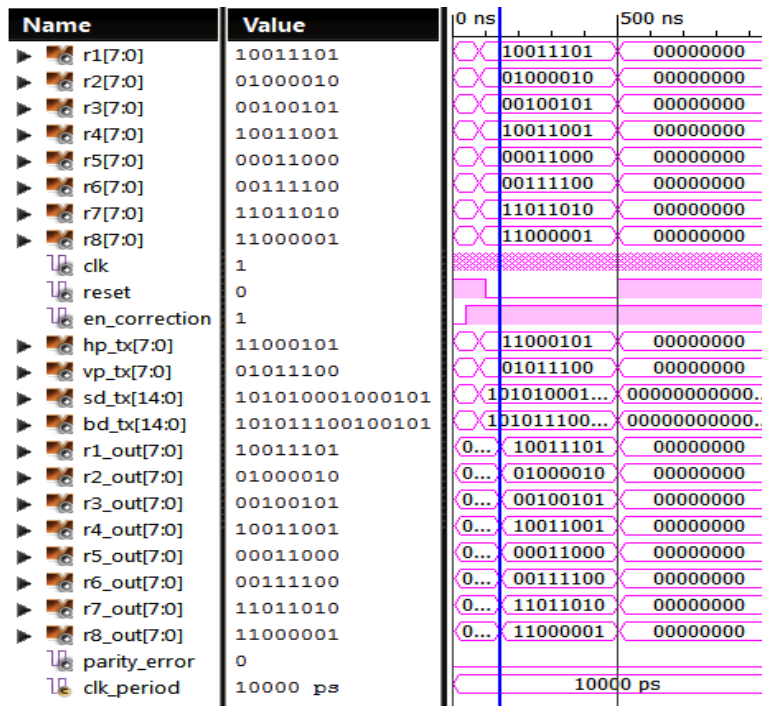 Name Value 0 ns 500 ns
r1[7:0] 10011101 10011101 00000000
r2[7:0] 01000010 01000010 00000000
r3[7:0] 00100101 00100101 00000000
r4[7:0] 10011001 10011001 00000000
r5[7:0] 00011000 00011000 00000000
r6[7:0] 00111100 00111100 00000000
r7[7:0] 11011010 11011010 00000000
r8[7:0] 11000001 11000001 00000000
clk 1
reset 0
en_correction 1
hp_tx[7:0] 11000101 11000101 00000000
vp_tx[7:0] 01011100 01011100 00000000
sd_tx[14:0] 101010001000101 101010001... 00000000000...
bd_tx[14:0] 101011100100101 101011100... 00000000000...
r1_out[7:0] 10011101 0... 10011101 00000000
r2_out[7:0] 01000010 0... 01000010 00000000
r3_out[7:0] 00100101 0... 00100101 00000000
r4_out[7:0] 10011001 0... 10011001 00000000
r5_out[7:0] 00011000 0... 00011000 00000000
r6_out[7:0] 00111100 0... 00111100 00000000
r7_out[7:0] 11011010 0... 11011010 00000000
r8_out[7:0] 11000001 0... 11000001 00000000
parity_error 0
clk_period 10000 ps 10000 ps